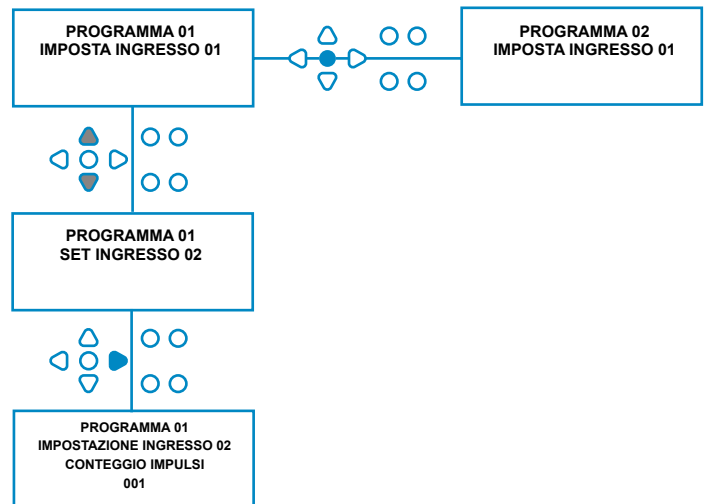 PROGRAMMA 01
IMPOSTA INGRESSO 01
PROGRAMMA 02
IMPOSTA INGRESSO 01
PROGRAMMA 01
SET INGRESSO 02
PROGRAMMA 01
IMPOSTAZIONE INGRESSO 02
CONTEGGIO IMPULSI
001